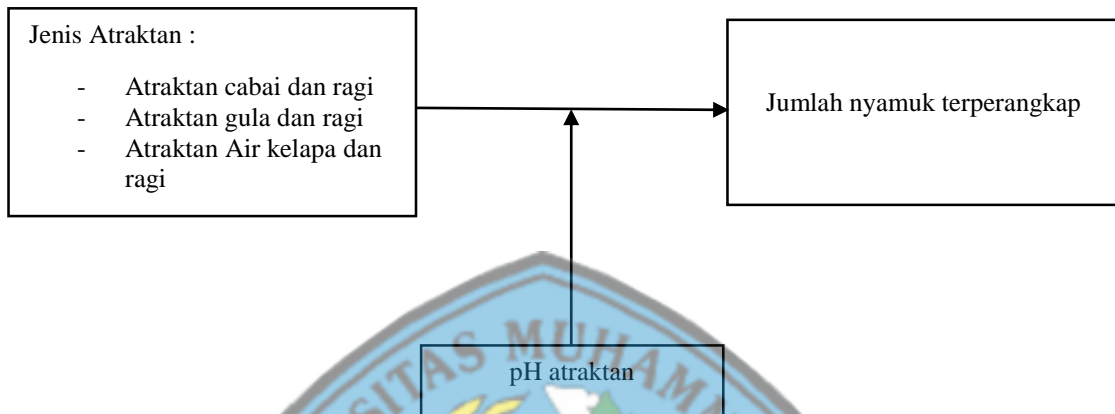 Jenis Atraktan :
- Atraktan cabai dan ragi
- Atraktan gula dan ragi
- Atraktan Air kelapa dan
ragi
Jumlah nyamuk terperangkap
pH atraktan